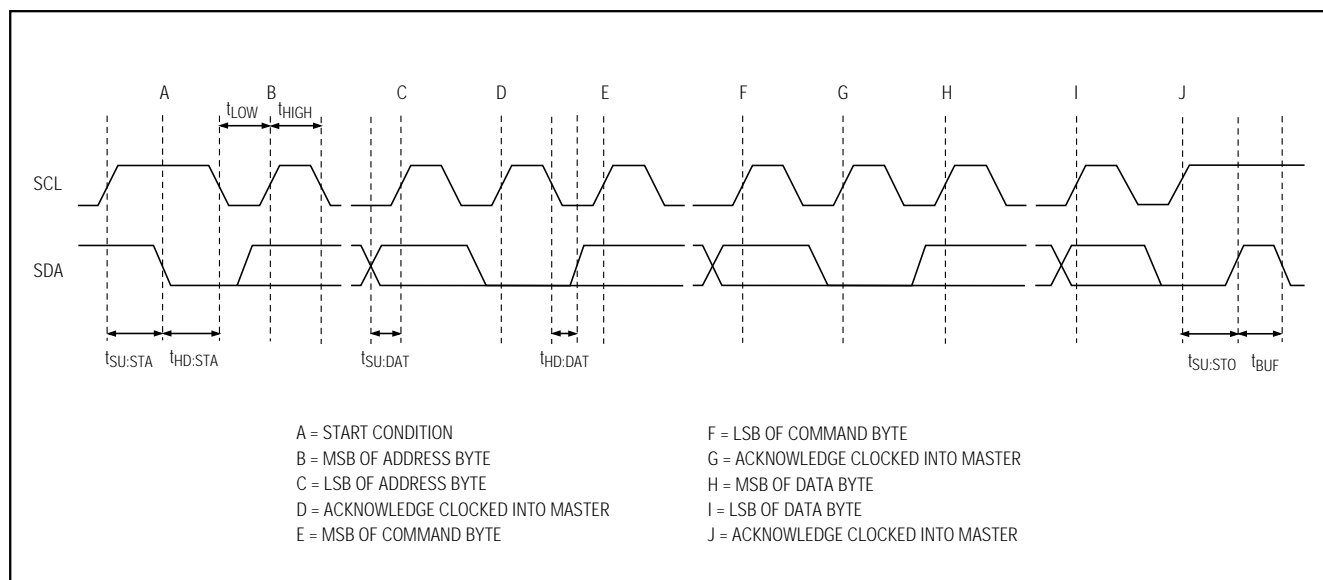 A B C D E F G H I J
tLOW tHIGH
SCL
SDA
tSU:STA tHD:STA tSU:DAT tHD:DAT tSU:STO tBUF
A = START CONDITION
B = MSB OF ADDRESS BYTE
C = LSB OF ADDRESS BYTE
D = ACKNOWLEDGE CLOCKED INTO MASTER
E = MSB OF COMMAND BYTE
F = LSB OF COMMAND BYTE
G = ACKNOWLEDGE CLOCKED INTO MASTER
H = MSB OF DATA BYTE
I = LSB OF DATA BYTE
J = ACKNOWLEDGE CLOCKED INTO MASTER